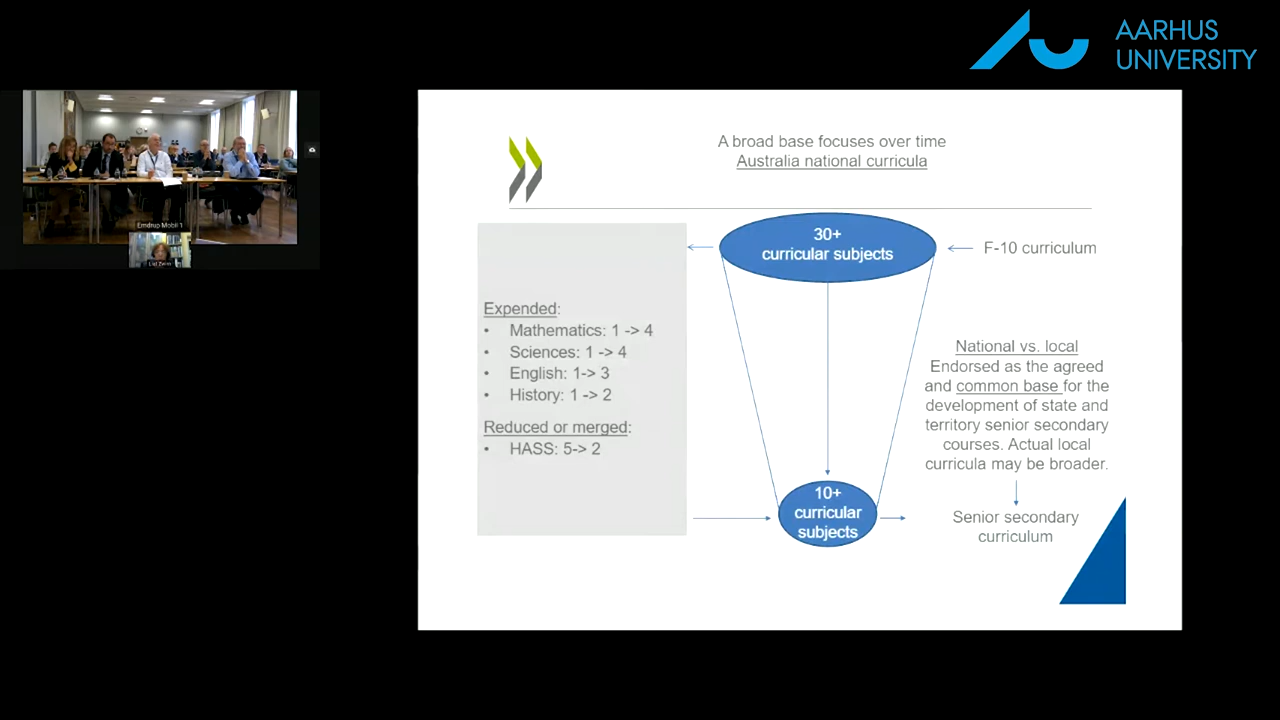 AARHUS
UNIVERSITY
Emdrup Mobil 1
A broad base focuses over time
Australia national curricula
30+
curricular subjects
F-10 curriculum
Expended:
• Mathematics: 1 -> 4
• Sciences: 1 -> 4
• English: 1-> 3
• History: 1 -> 2
Reduced or merged:
• HASS: 5-> 2
National vs. local
Endorsed as the agreed
and common base for the
development of state and
territory senior secondary
courses. Actual local
curricula may be broader.
10+
curricular
subjects
Senior secondary
curriculum